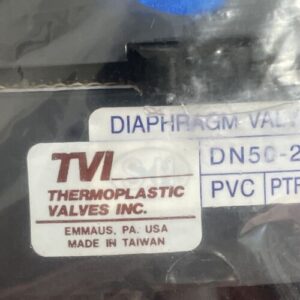 DIAPHRAGM VALV
TVI
DN50-2
THERMOPLASTIC
VALVES INC.
PVC PTF
EMMAUS, PA. USA
MADE IN TAIWAN